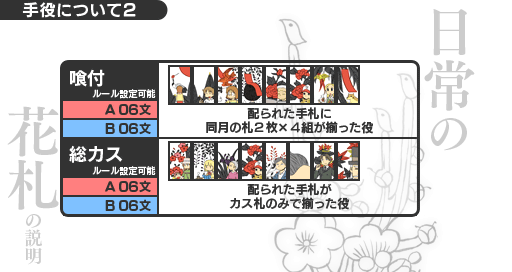 手役について2
日常の
花札の説明
喰付
ルール設定可能
A 06文
B 06文
配られた手札に
同月の札2枚×4組が揃った役
総カス
ルール設定可能
A 06文
B 06文
配られた手札が
カス札のみで揃った役